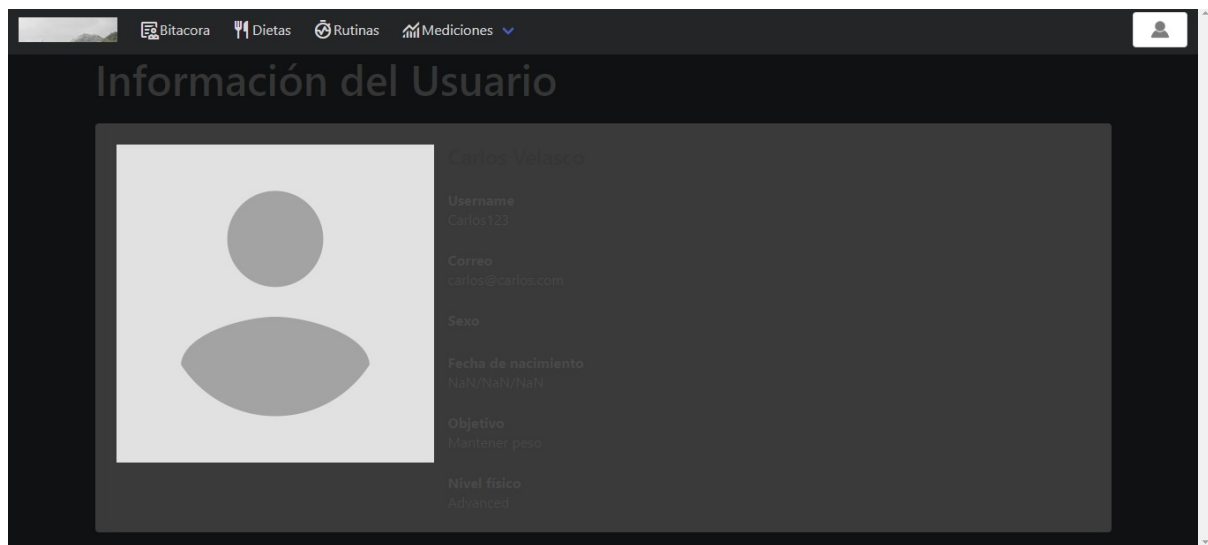 Bitacora Dietas Rutinas Mediciones
Información del Usuario
Carlos Velasco
Username
Carlos123
Correo
carlos@carlos.com
Sexo
Fecha de nacimiento
NaN/NaN/NaN
Objetivo
Mantener peso
Nivel físico
Advanced